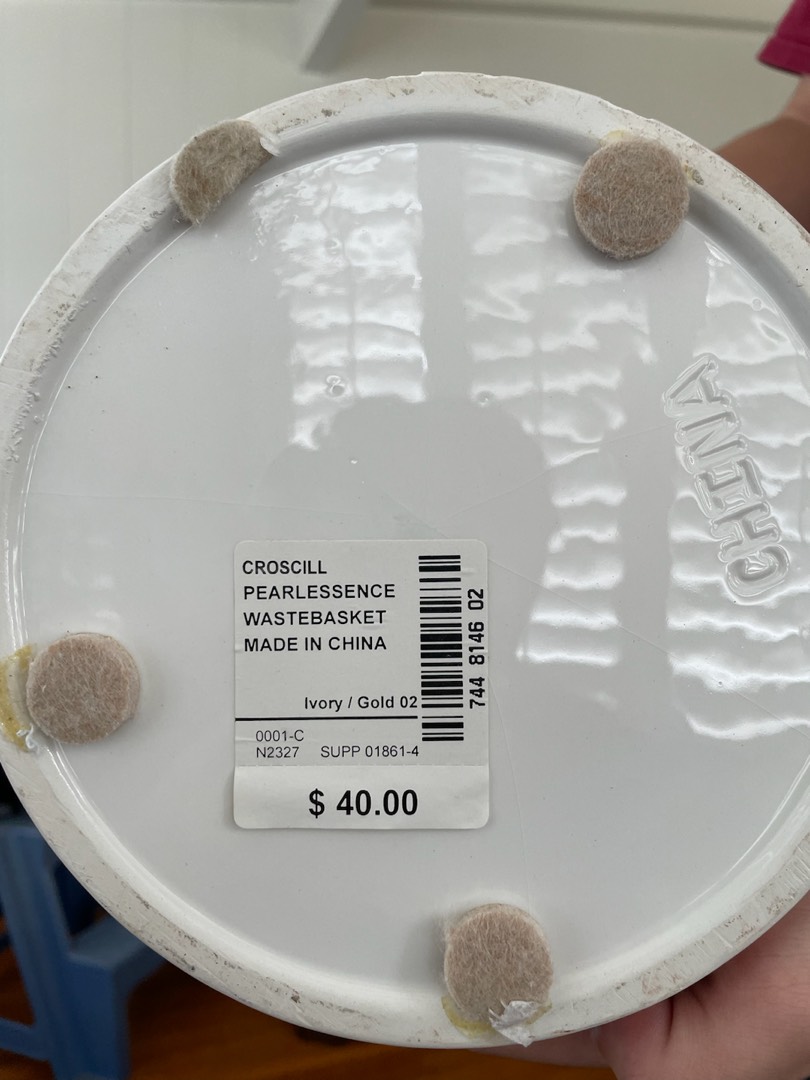 CHINA
CROSCILL
PEARLESSENCE
WASTEBASKET
MADE IN CHINA
Ivory / Gold 02
744 8146 02
0001-C
N2327 SUPP 01861-4
$ 40.00